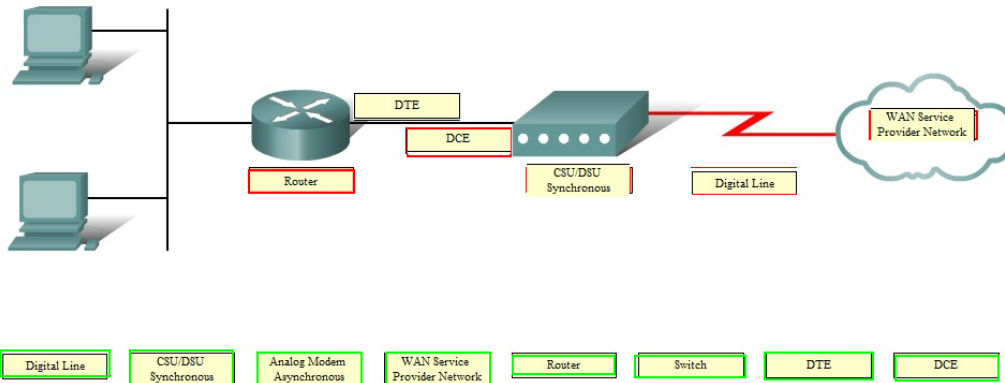 DTE
DCE
WAN Service
Provider Network
Router
CSU/DSU
Synchronous
Digital Line
Digital Line
CSU/DSU
Synchronous
Analog Modem
Asynchronous
WAN Service
Provider Network
Router
Switch
DTE
DCE